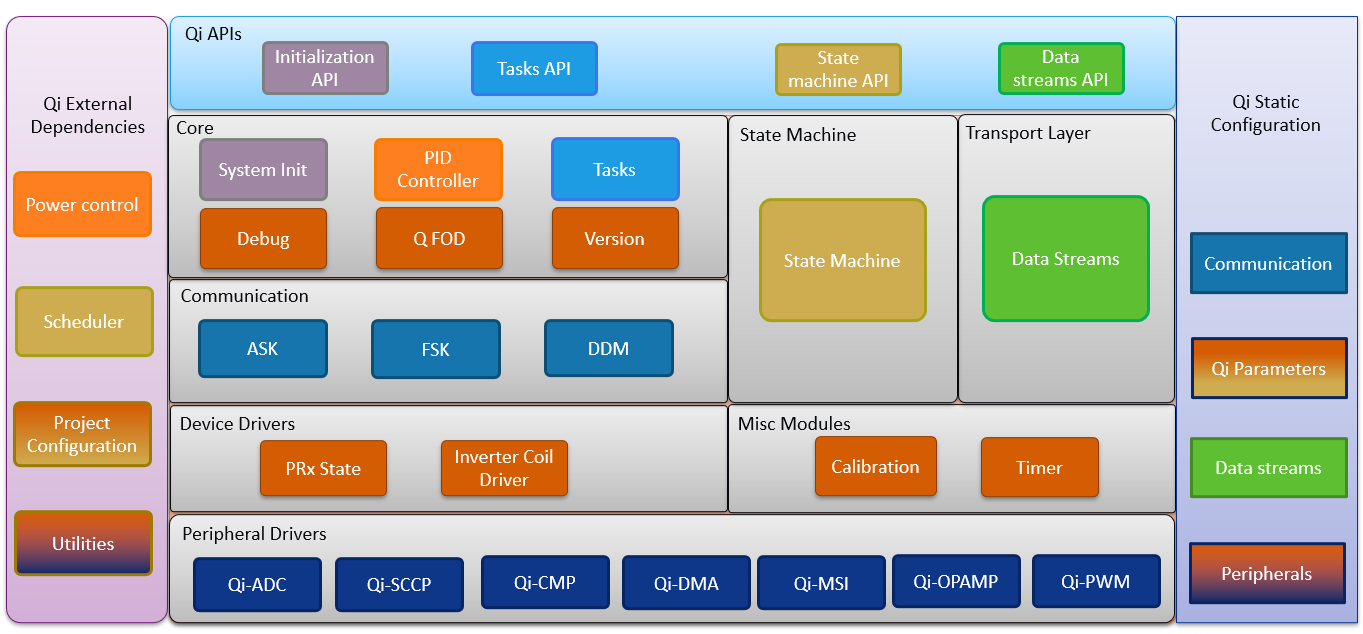 Qi External
Dependencies
Power control
Scheduler
Project
Configuration
Utilities
Qi APIs
Initialization
API
Tasks API
State
machine API
Data
streams API
Core
System Init
PID
Controller
Tasks
Debug
Q FOD
Version
Communication
ASK
FSK
DDM
State Machine
State Machine
Transport Layer
Data Streams
Device Drivers
PRx State
Inverter Coil
Driver
Misc Modules
Calibration
Timer
Peripheral Drivers
Qi-ADC
Qi-SCCP
Qi-CMP
Qi-DMA
Qi-MSI
Qi-OPAMP
Qi-PWM
Qi Static
Configuration
Communication
Qi Parameters
Data streams
Peripherals